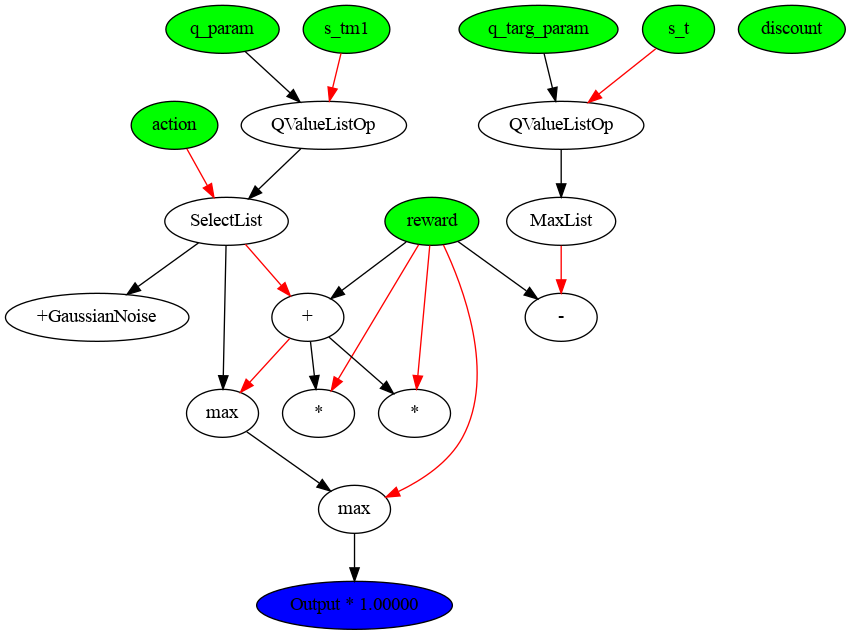 q_param
s_tm1
q_targ_param
s_t
discount
action
QValueListOp
QValueListOp
SelectList
reward
MaxList
+GaussianNoise
+
-
max
*
*
max
Output * 1.00000